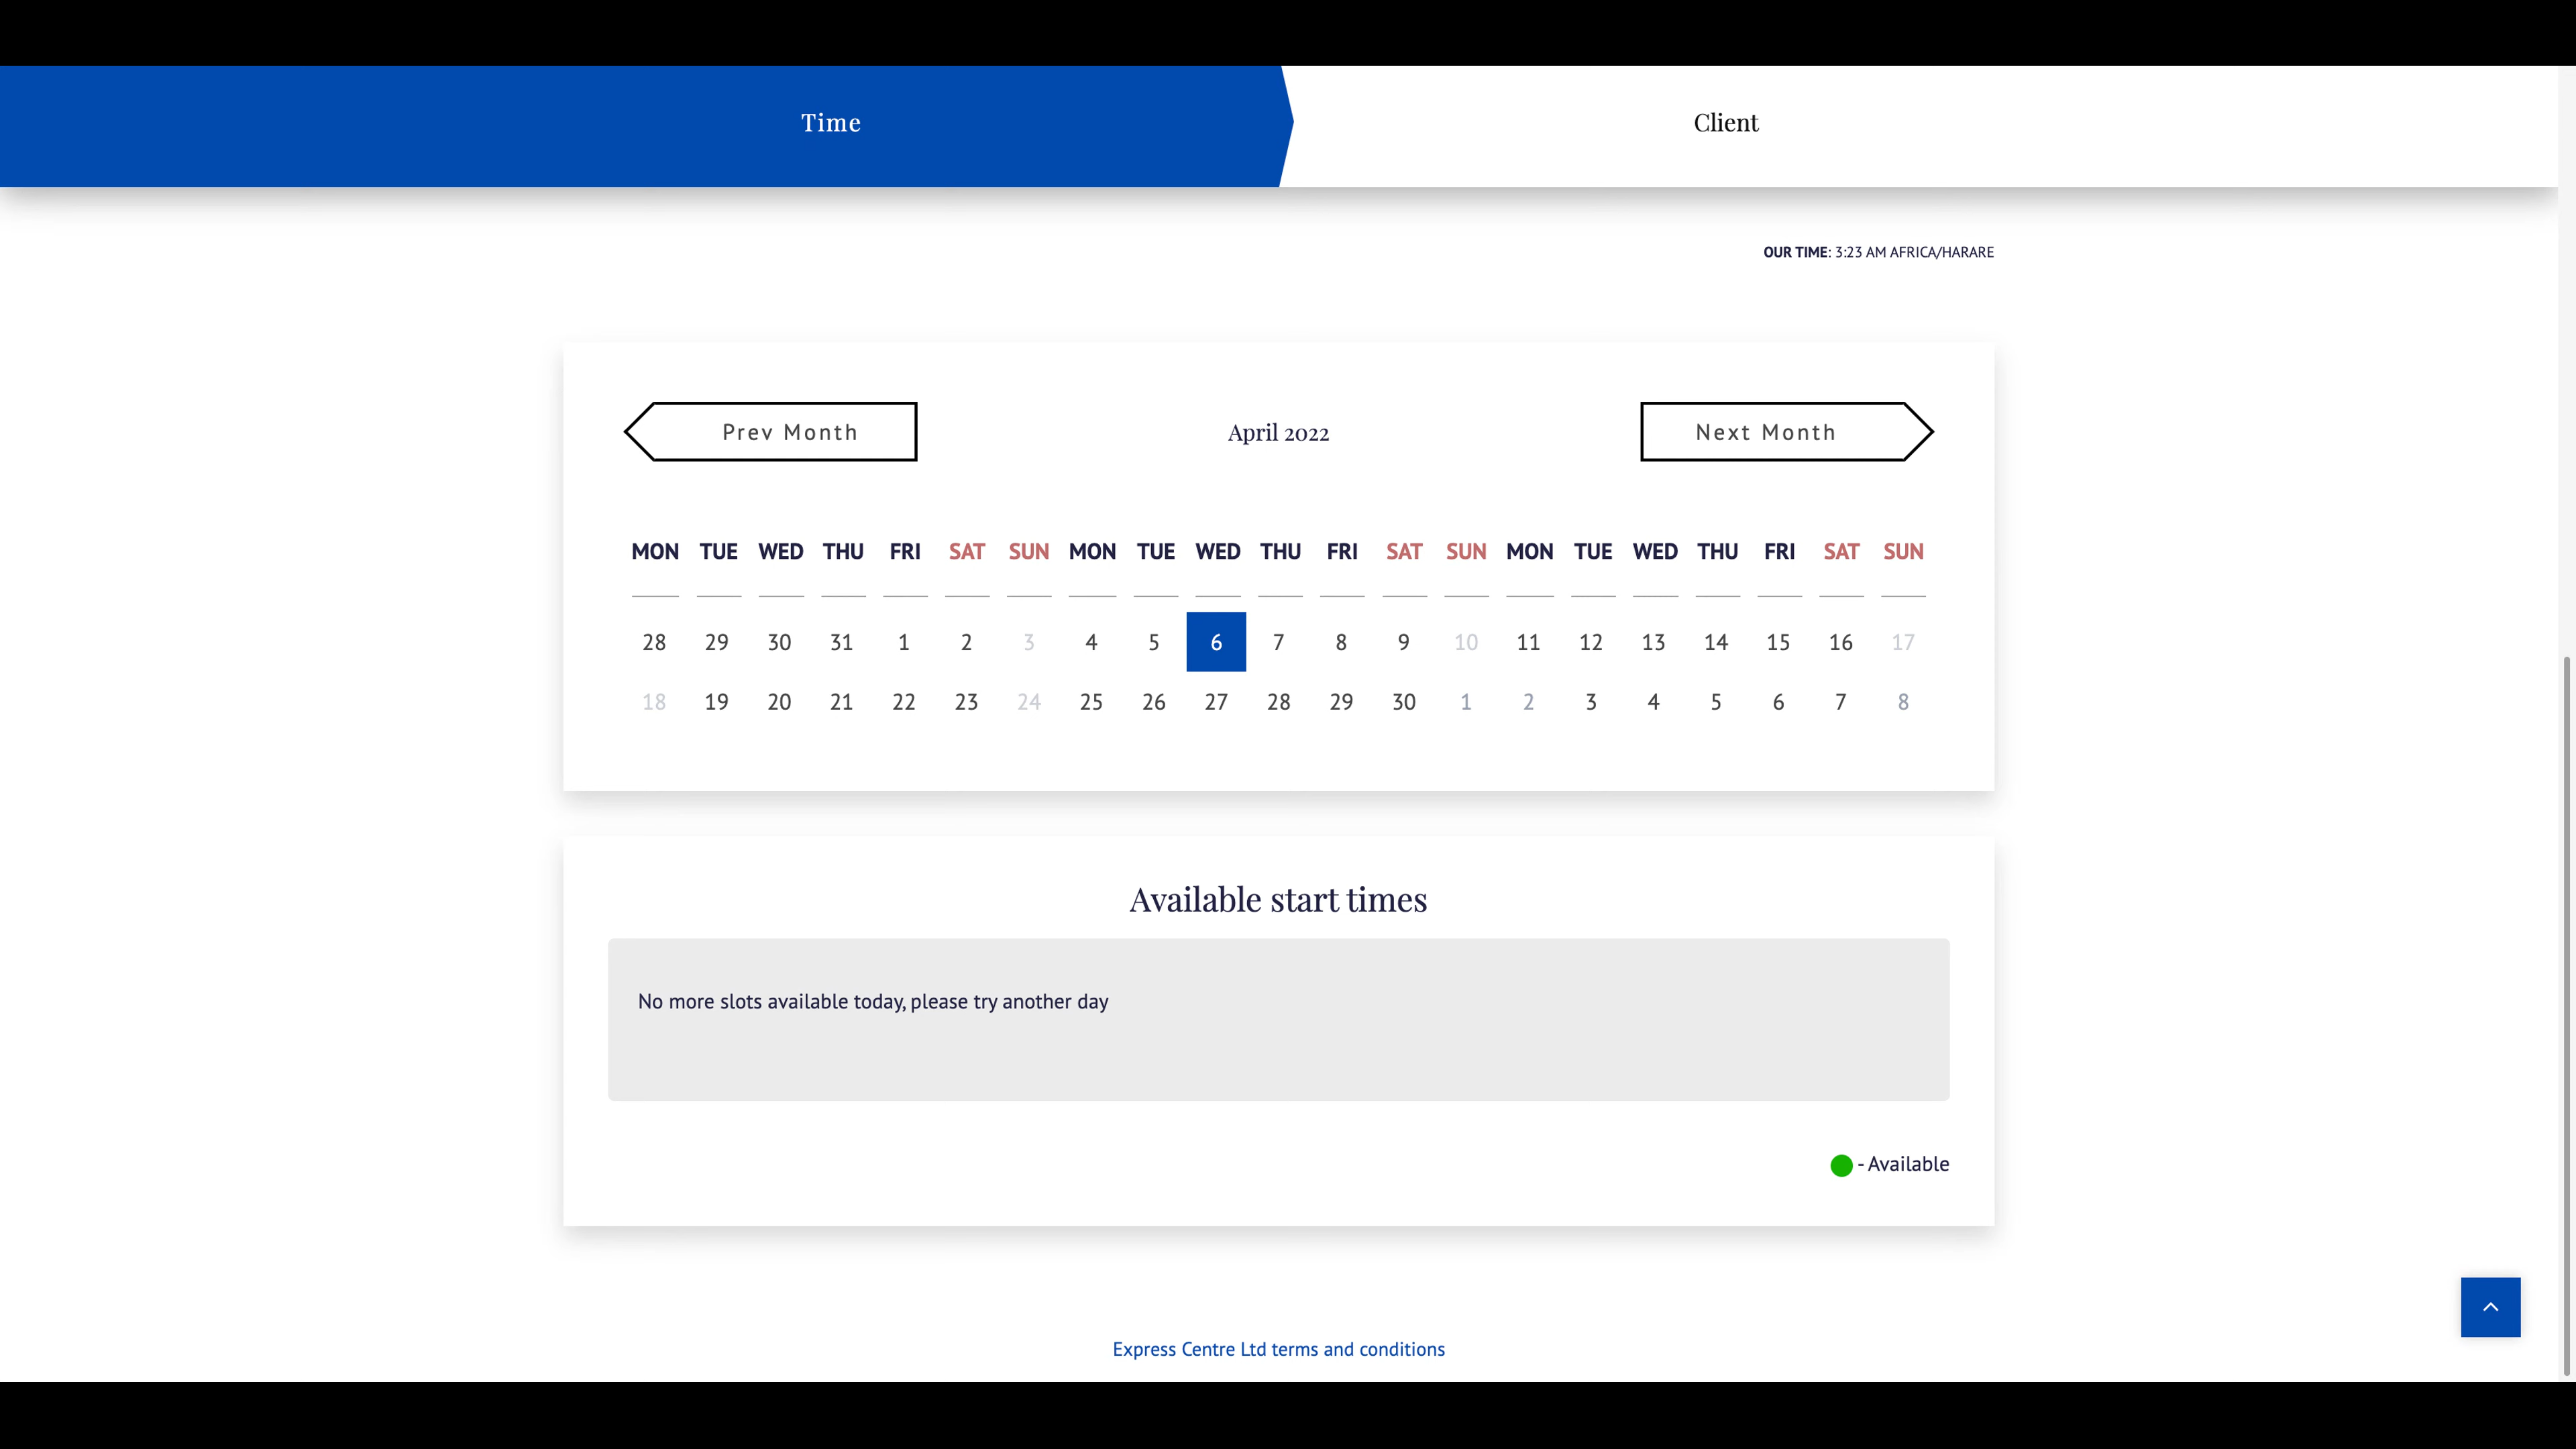 Time
Client
OUR TIME: 3:23 AM AFRICA/HARARE
Prev Month
April 2022
Next Month
MON TUE WED THU FRI SAT SUN MON TUE WED THU FRI SAT SUN MON TUE WED THU FRI SAT SUN
28 29 30 31 1 2 3 4 5 6 7 8 9 10 11 12 13 14 15 16 17
18 19 20 21 22 23 24 25 26 27 28 29 30 1 2 3 4 5 6 7 8
Available start times
No more slots available today, please try another day
- Available
Express Centre Ltd terms and conditions